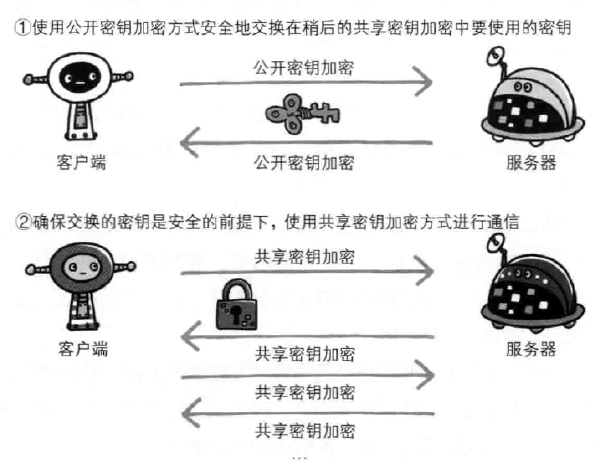 ①使用公开密钥加密方式安全地交换在稍后的共享密钥加密中要使用的密钥
公开密钥加密
公开密钥加密
客户端
服务器
②确保交换的密钥是安全的前提下，使用共享密钥加密方式进行通信
共享密钥加密
共享密钥加密
客户端
服务器
共享密钥加密
共享密钥加密
…